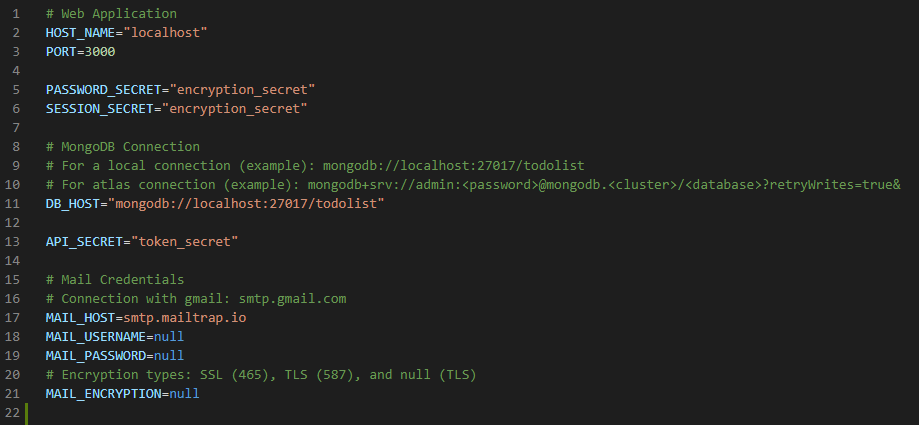 1 # Web Application
2 HOST_NAME="localhost"
3 PORT=3000
4
5 PASSWORD_SECRET="encryption_secret"
6 SESSION_SECRET="encryption_secret"
7
8 # MongoDB Connection
9 # For a local connection (example): mongodb://localhost:27017/todolist
10 # For atlas connection (example): mongodb+srv://admin:<password>@mongodb.<cluster>/<database>?retryWrites=true&
11 DB_HOST="mongodb://localhost:27017/todolist"
12
13 API_SECRET="token_secret"
14
15 # Mail Credentials
16 # Connection with gmail: smtp.gmail.com
17 MAIL_HOST=smtp.mailtrap.io
18 MAIL_USERNAME=null
19 MAIL_PASSWORD=null
20 # Encryption types: SSL (465), TLS (587), and null (TLS)
21 MAIL_ENCRYPTION=null
22